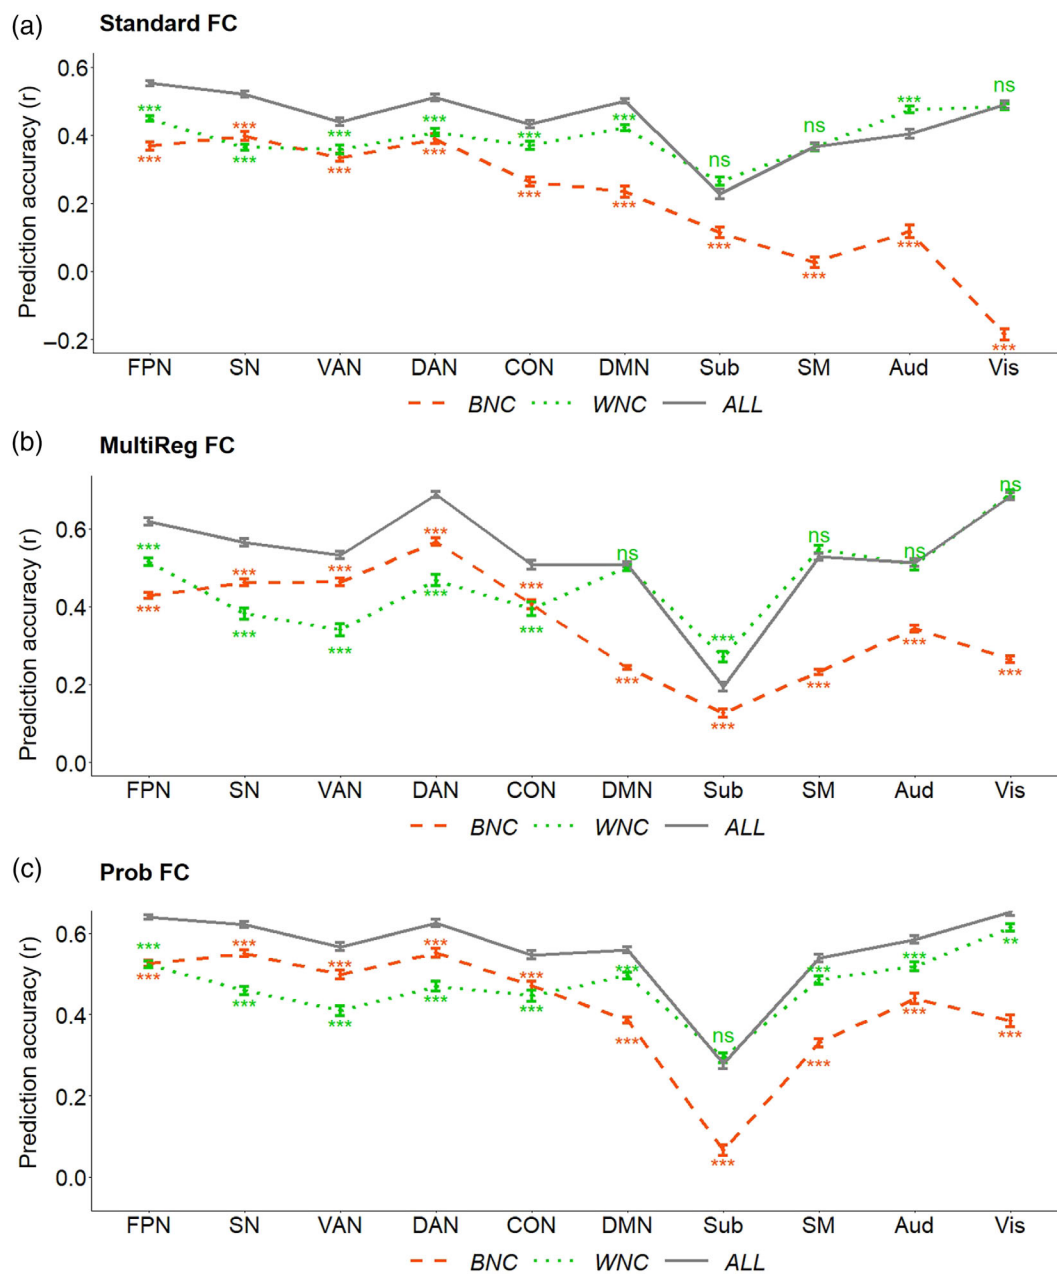 (a) Standard FC
Prediction accuracy (r)
0.6
0.4
0.2
0.0
−0.2
*** *** *** *** *** *** ns ns *** ns
*** *** *** *** *** *** *** *** *** ***
FPN SN VAN DAN CON DMN Sub SM Aud Vis
BNC WNC ALL
(b) MultiReg FC
Prediction accuracy (r)
0.6
0.4
0.2
0.0
*** *** *** *** *** ns *** ns ns ns
*** *** *** *** *** *** *** *** *** ***
FPN SN VAN DAN CON DMN Sub SM Aud Vis
BNC WNC ALL
(c) Prob FC
Prediction accuracy (r)
0.6
0.4
0.2
0.0
*** *** *** *** *** *** ns *** *** **
*** *** *** *** *** *** *** *** ***
FPN SN VAN DAN CON DMN Sub SM Aud Vis
BNC WNC ALL